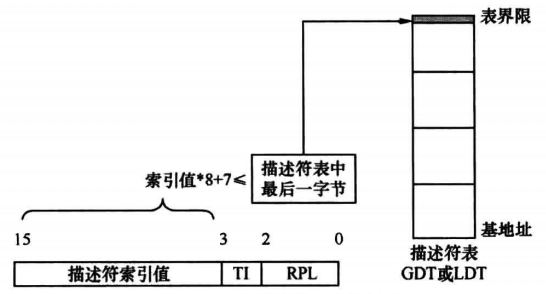 表界限
索引值*8+7≤
描述符表中
最后一字节
基地址
15 3 2 0
描述符索引值 TI RPL
描述符表
GDT或LDT